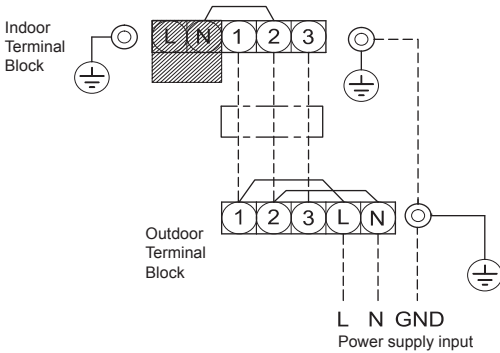 Indoor
Terminal
Block
L N 1 2 3
1 2 3 L N
Outdoor
Terminal
Block
L N GND
Power supply input